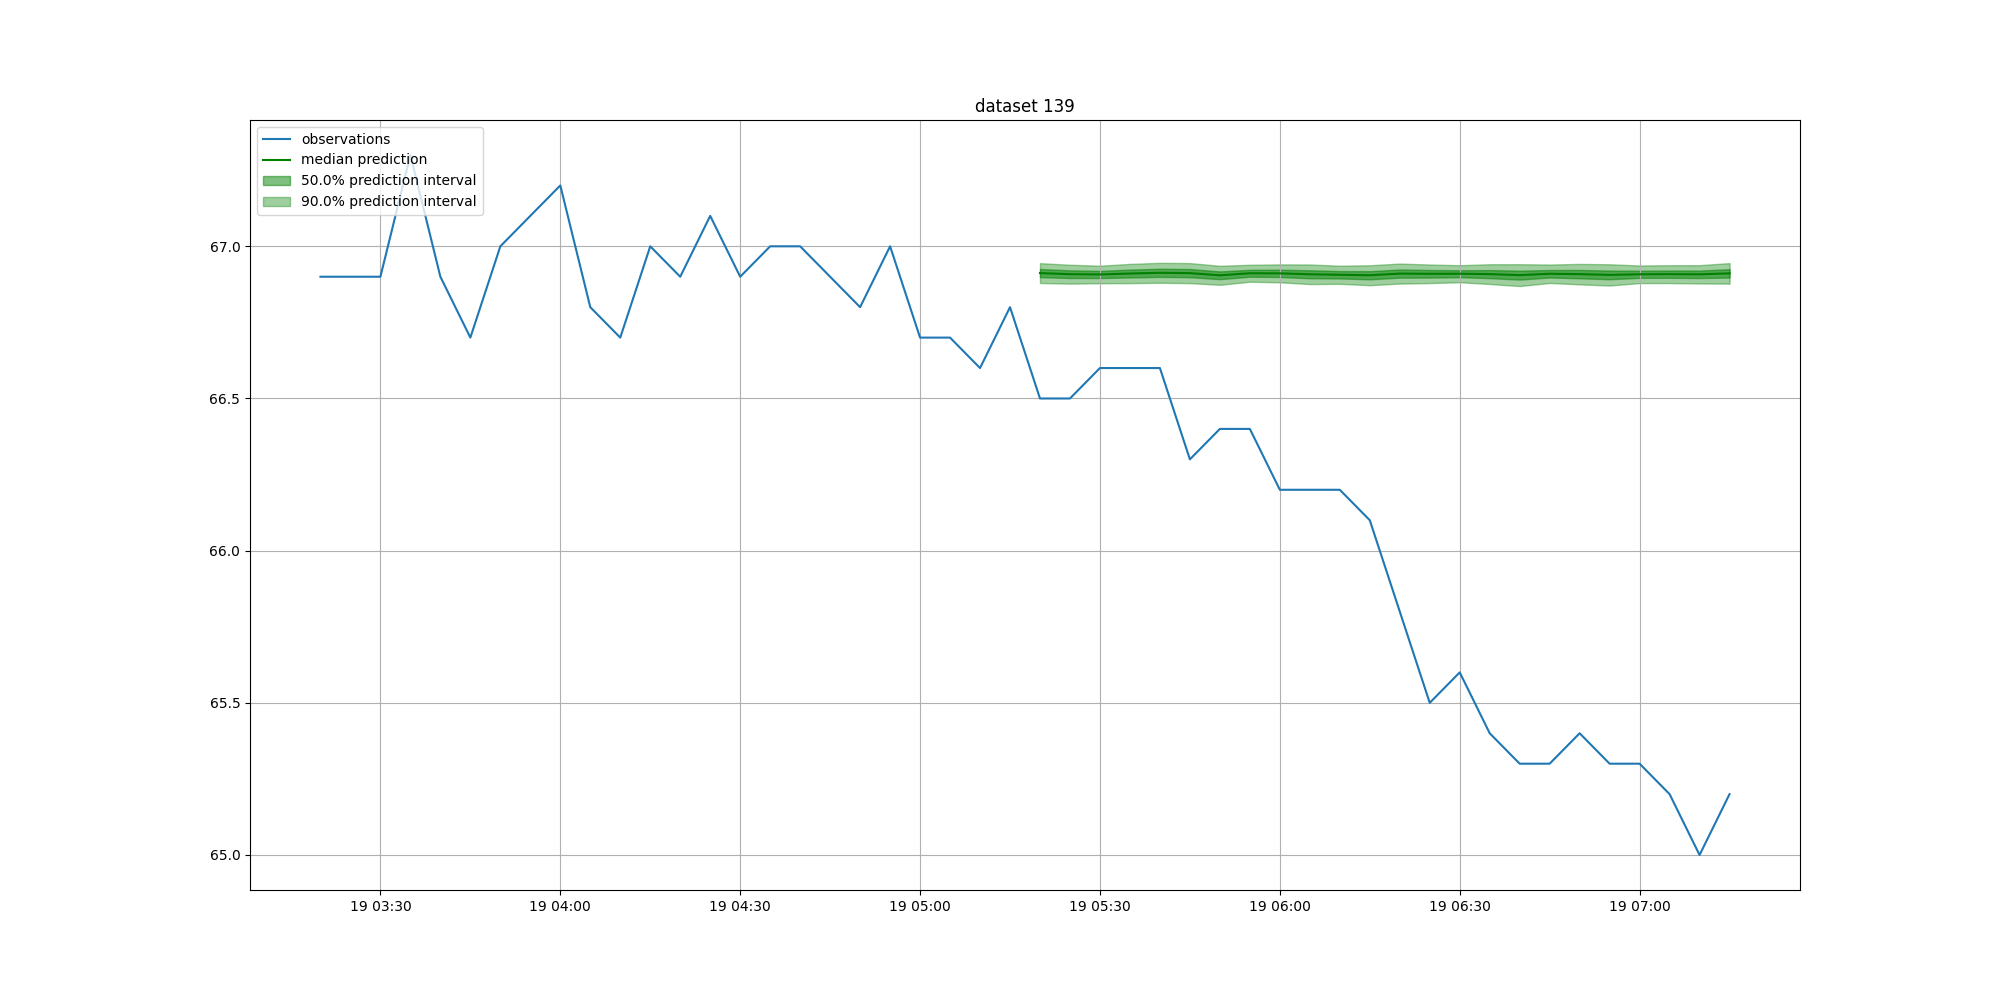 dataset 139
observations
median prediction
50.0% prediction interval
90.0% prediction interval
67.0
66.5
66.0
65.5
65.0
19 03:30
19 04:00
19 04:30
19 05:00
19 05:30
19 06:00
19 06:30
19 07:00